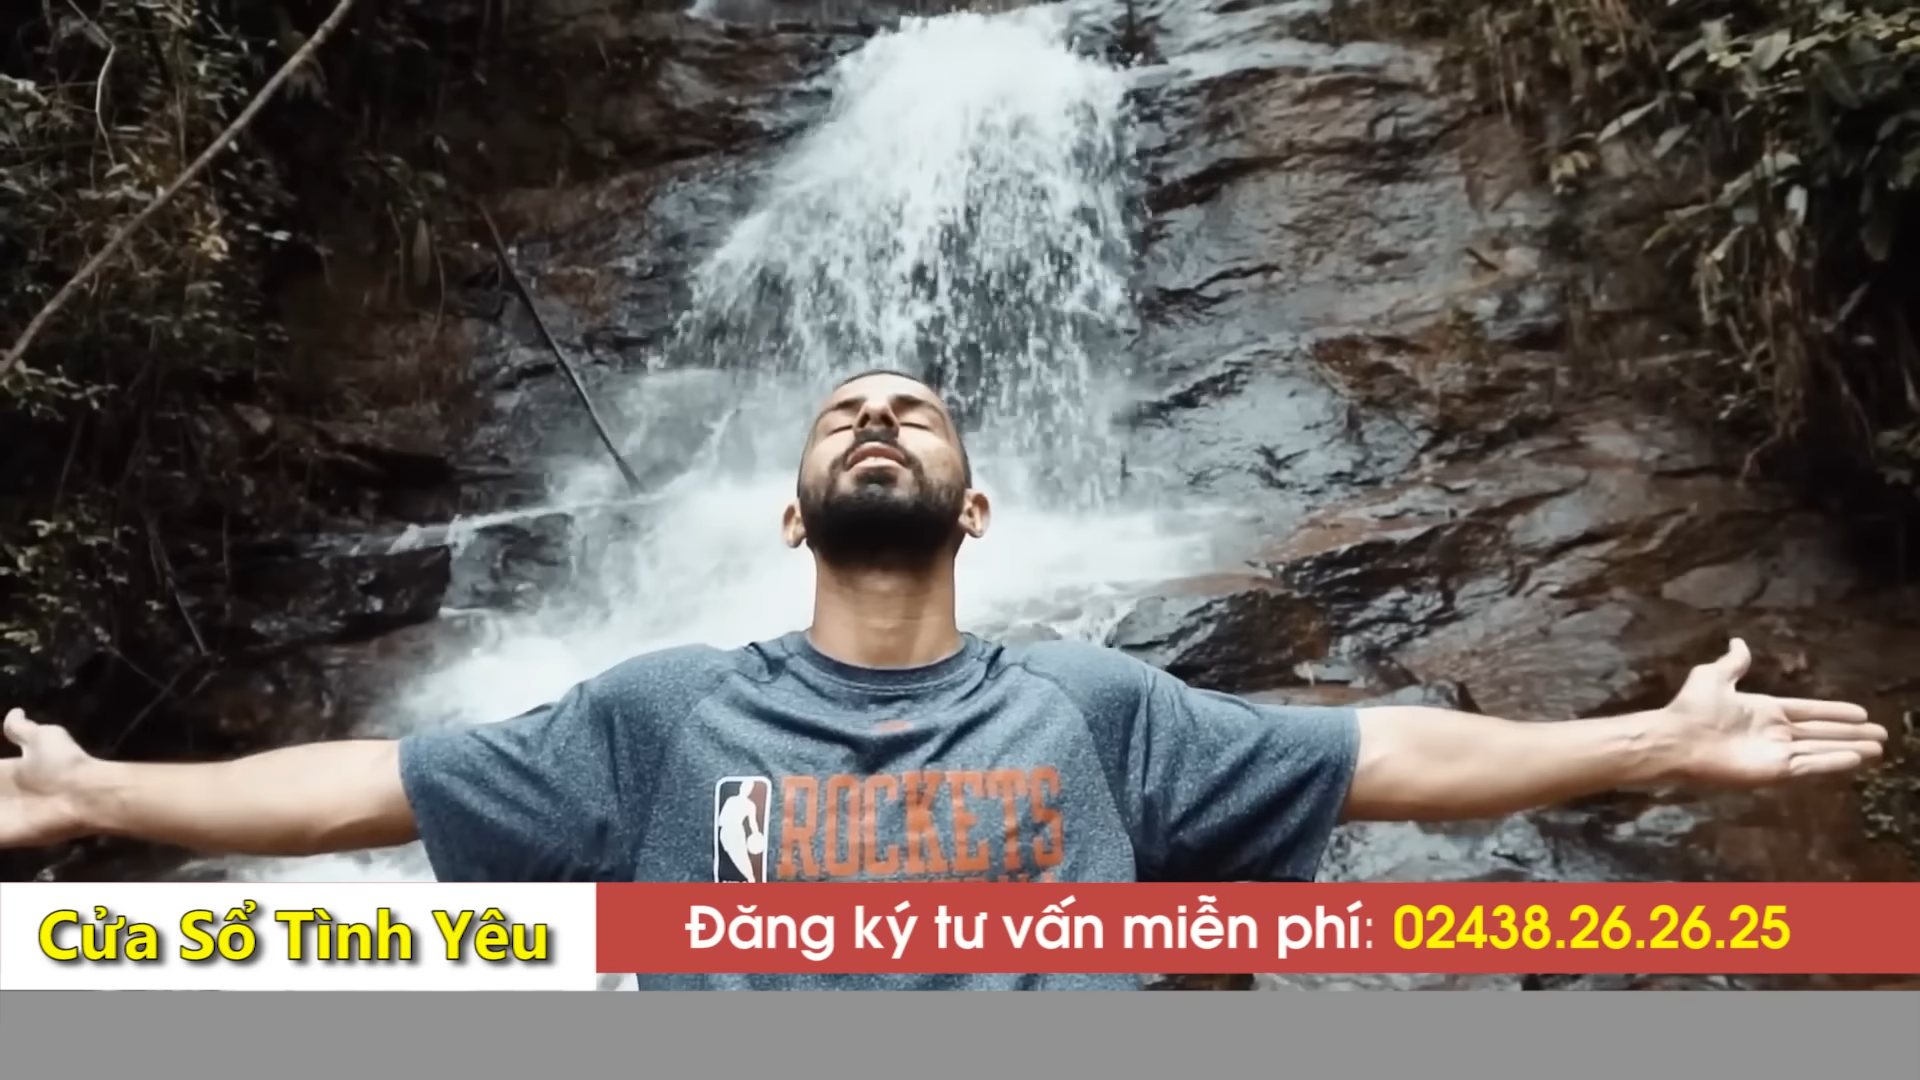 ROCKETS
Cửa Sổ Tình Yêu
Đăng ký tư vấn miễn phí: 02438.26.26.25